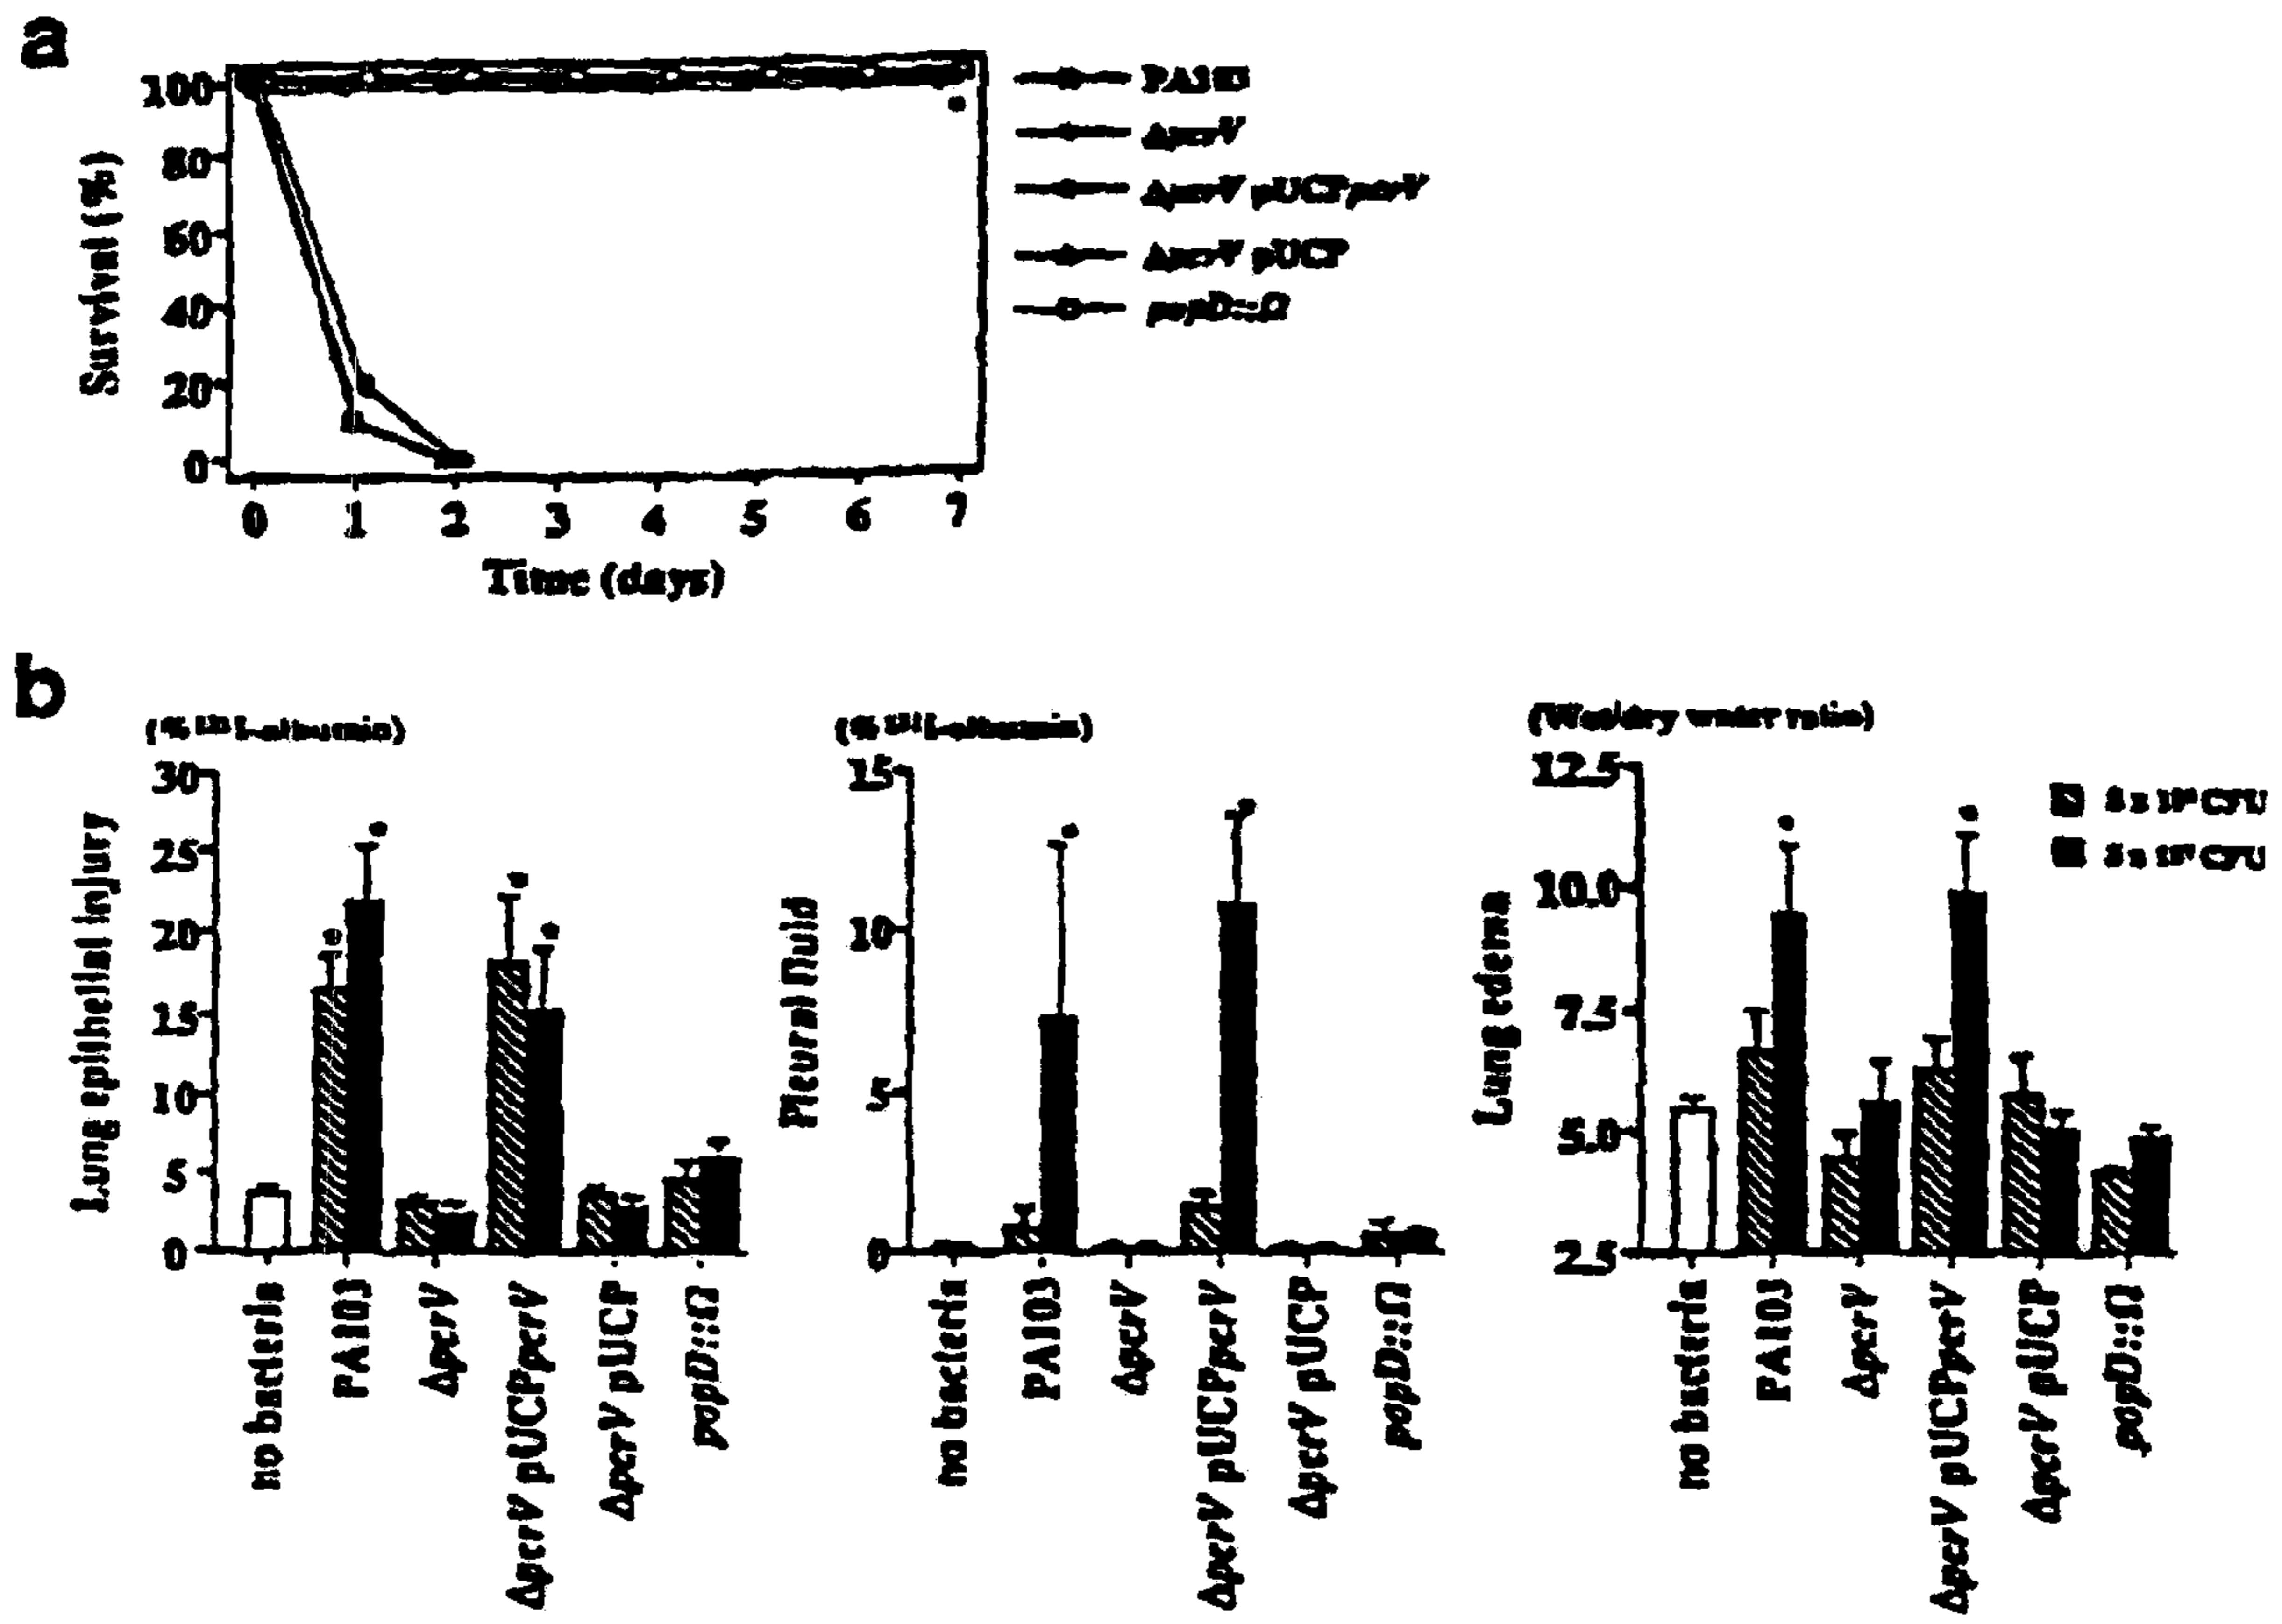 a
Survival (%)
100
80
60
40
20
0
0 1 2 3 4 5 6 7
Time (days)
ΔpcrV
ΔpcrV pUCPpcrV
ΔpcrV pUCP
popD::Ω
b
Lung epithelial injury
(% I-albumin)
30
25
20
15
10
5
0
no bacteria
PA103
ΔpcrV
ΔpcrV pUCPpcrV
ΔpcrV pUCP
popD::Ω
Pleural fluid
(% I-albumin)
15
10
5
0
no bacteria
PA103
ΔpcrV
ΔpcrV pUCPpcrV
ΔpcrV pUCP
popD::Ω
Lung edema
(Wet/dry water ratio)
12.5
10.0
7.5
5.0
2.5
no bacteria
PA103
ΔpcrV
ΔpcrV pUCPpcrV
ΔpcrV pUCP
popD::Ω
CFU
CFU